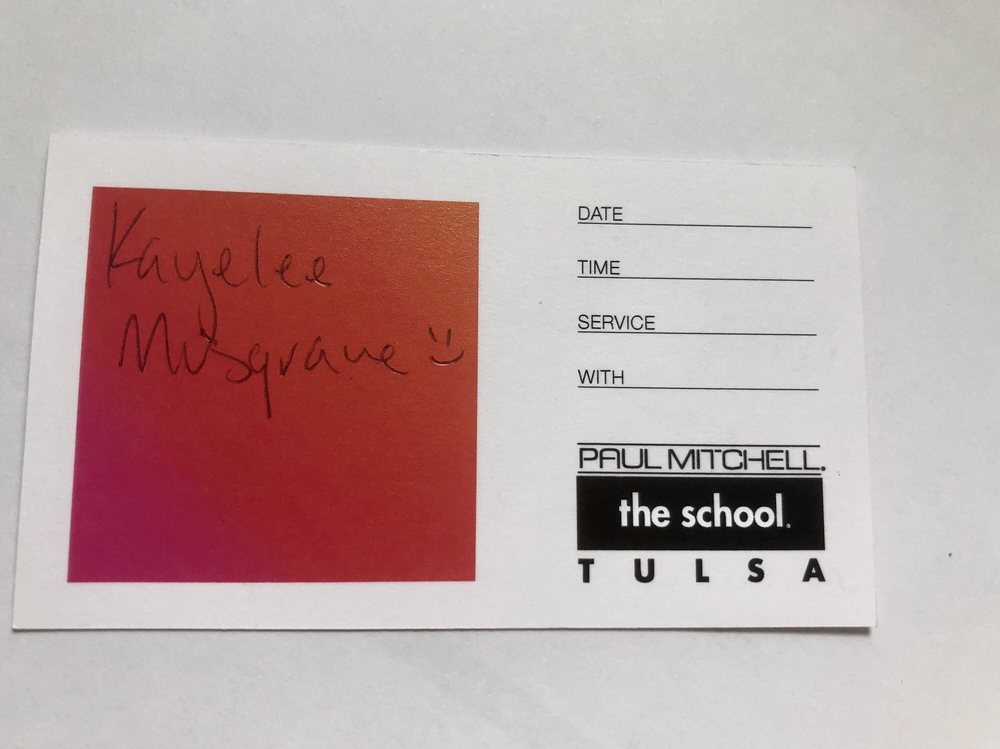 Kayelee
Musgrave :)
DATE
TIME
SERVICE
WITH
PAUL MITCHELL.
the school.
TULSA